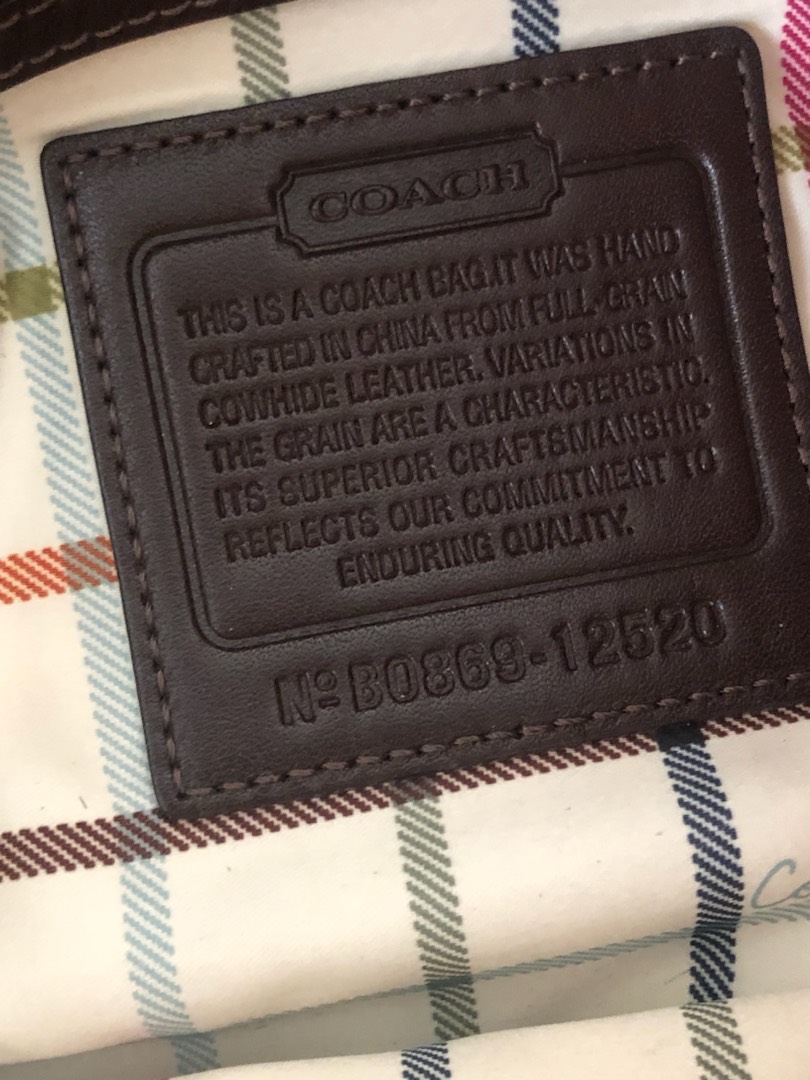 COACH
THIS IS A COACH BAG.IT WAS HAND
CRAFTED IN CHINA FROM FULL-GRAIN
COWHIDE LEATHER. VARIATIONS IN
THE GRAIN ARE A CHARACTERISTIC.
ITS SUPERIOR CRAFTSMANSHIP
REFLECTS OUR COMMITMENT TO
ENDURING QUALITY.
Nº B0869-12520